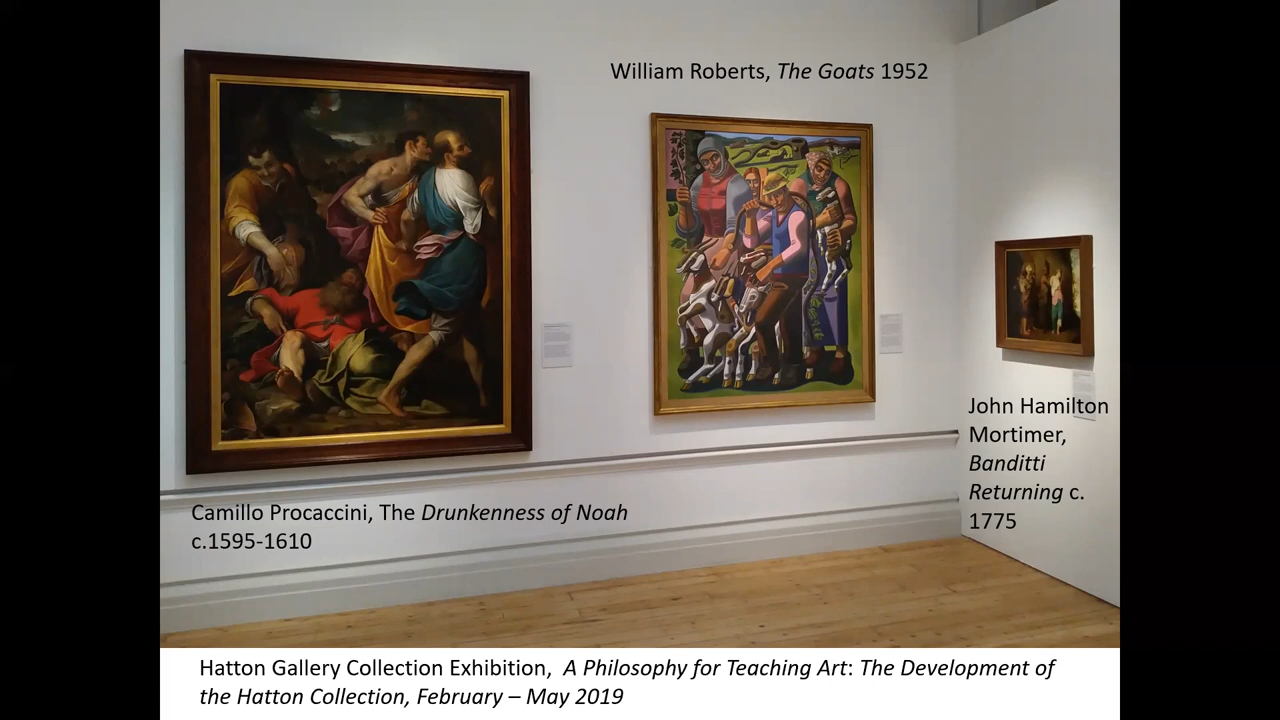 William Roberts, The Goats 1952
John Hamilton
Mortimer,
Banditti
Returning c.
1775
Camillo Procaccini, The Drunkenness of Noah
c.1595-1610
Hatton Gallery Collection Exhibition, A Philosophy for Teaching Art: The Development of
the Hatton Collection, February – May 2019